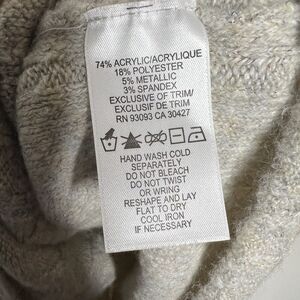 74% ACRYLIC/ACRYLIQUE
18% POLYESTER
5% METALLIC
3% SPANDEX
EXCLUSIVE OF TRIM/
EXCLUSIF DE TRIM
RN 93093 CA 30427
HAND WASH COLD
SEPARATELY
DO NOT BLEACH
DO NOT TWIST
OR WRING
RESHAPE AND LAY
FLAT TO DRY
COOL IRON
IF NECESSARY